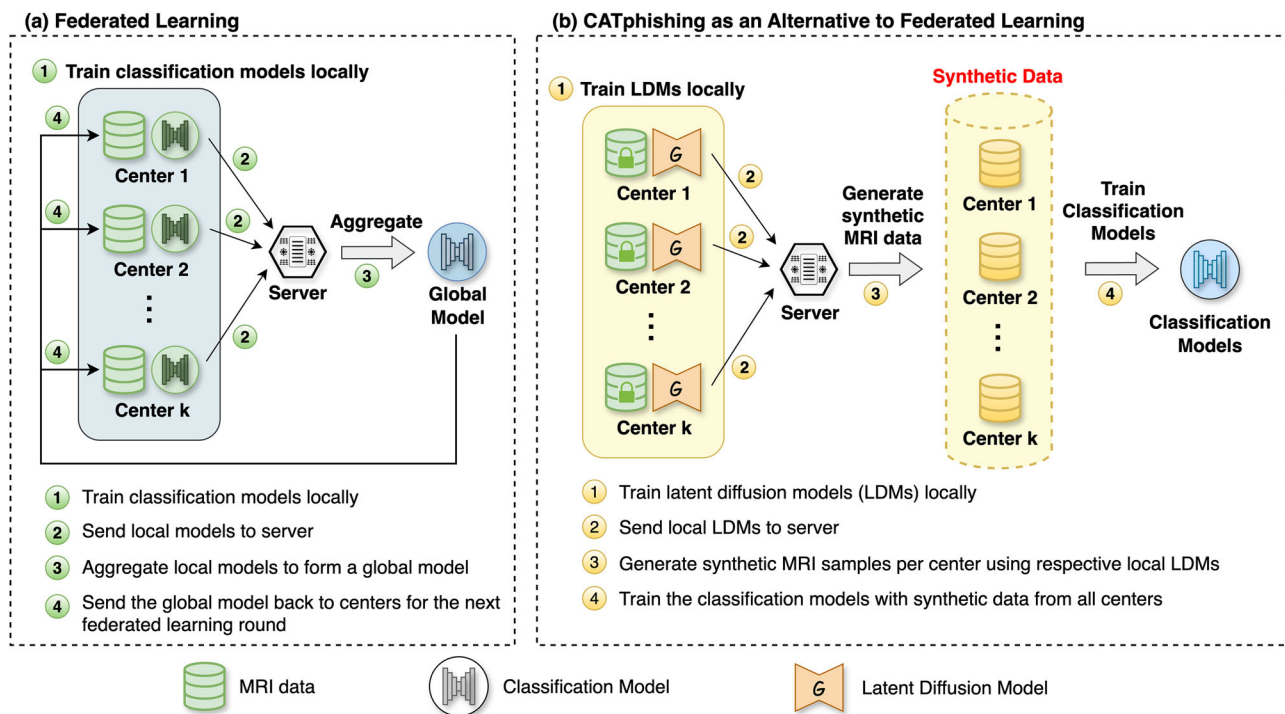 (a) Federated Learning
1 Train classification models locally
4
Center 1
2
4
Center 2
2
Aggregate
3
Server
Global
Model
⋮
2
4
Center k
1 Train classification models locally
2 Send local models to server
3 Aggregate local models to form a global model
4 Send the global model back to centers for the next
federated learning round
(b) CATphishing as an Alternative to Federated Learning
1 Train LDMs locally
G
Center 1
2
G
Center 2
2
⋮
G
Center k
2
Server
Generate
synthetic
MRI data
3
Synthetic Data
Center 1
Center 2
⋮
Center k
Train
Classification
Models
4
Classification
Models
1 Train latent diffusion models (LDMs) locally
2 Send local LDMs to server
3 Generate synthetic MRI samples per center using respective local LDMs
4 Train the classification models with synthetic data from all centers
MRI data
Classification Model
G
Latent Diffusion Model